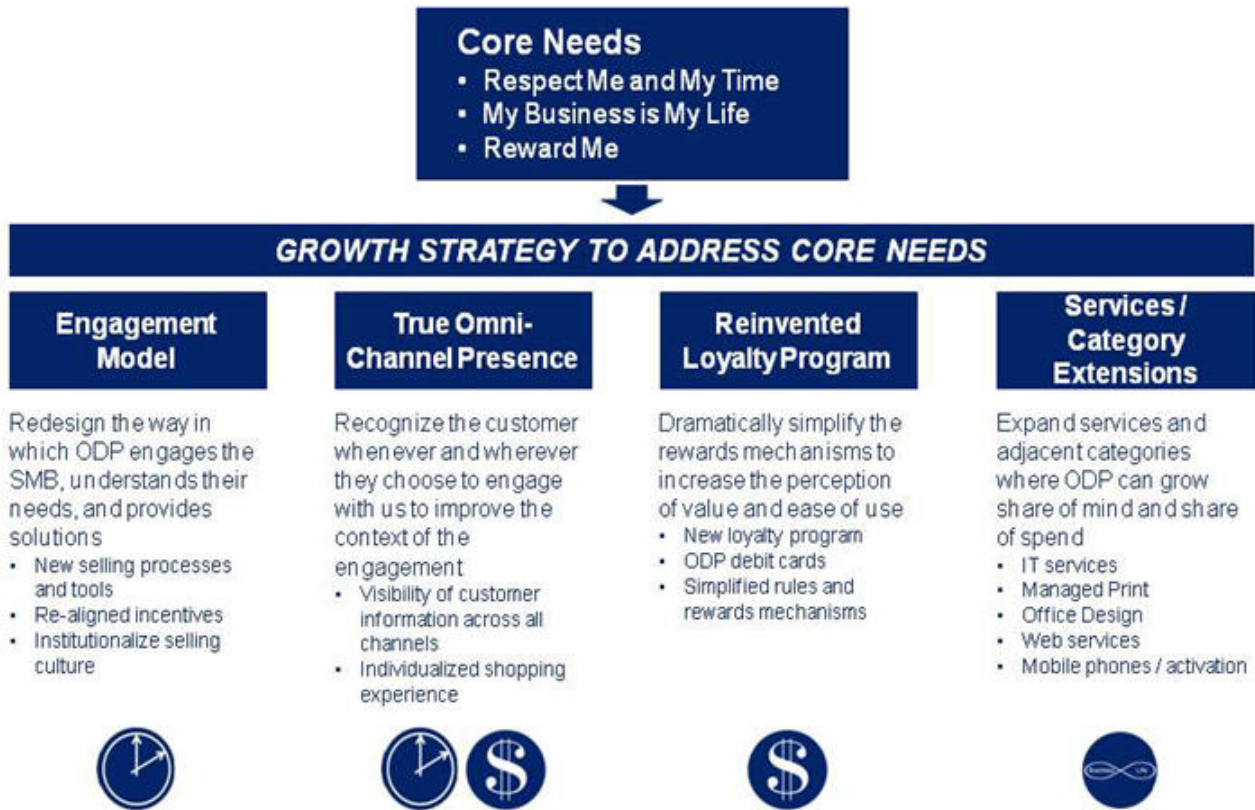 Core Needs
▪ Respect Me and My Time
▪ My Business is My Life
▪ Reward Me
GROWTH STRATEGY TO ADDRESS CORE NEEDS
Engagement
Model
Redesign the way in
which ODP engages the
SMB, understands their
needs, and provides
solutions
• New selling processes
and tools
• Re-aligned incentives
• Institutionalize selling
culture
True Omni-
Channel Presence
Recognize the customer
whenever and wherever
they choose to engage
with us to improve the
context of the
engagement
• Visibility of customer
information across all
channels
• Individualized shopping
experience
Reinvented
Loyalty Program
Dramatically simplify the
rewards mechanisms to
increase the perception
of value and ease of use
• New loyalty program
• ODP debit cards
• Simplified rules and
rewards mechanisms
Services /
Category
Extensions
Expand services and
adjacent categories
where ODP can grow
share of mind and share
of spend
• IT services
• Managed Print
• Office Design
• Web services
• Mobile phones / activation
$
$
Business Life